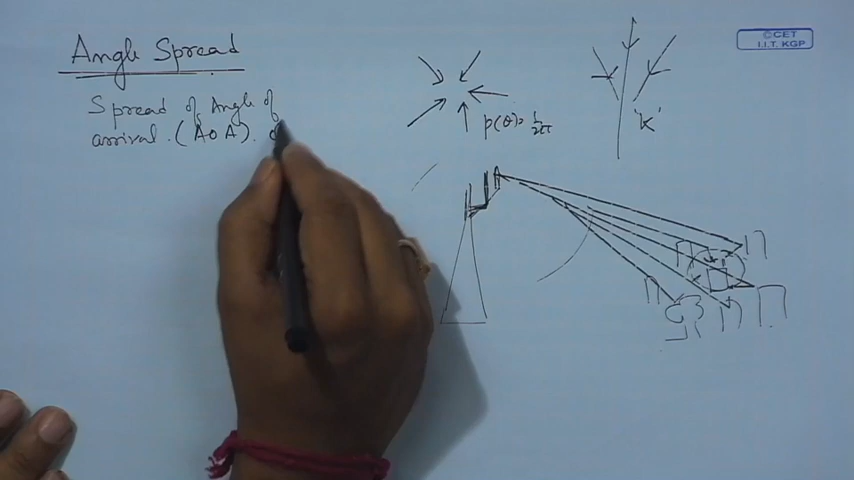 Angle Spread
©CET
I.I.T. KGP
Spread of Angle of
arrival. (AOA).
p(θ)=1/2π
'K'